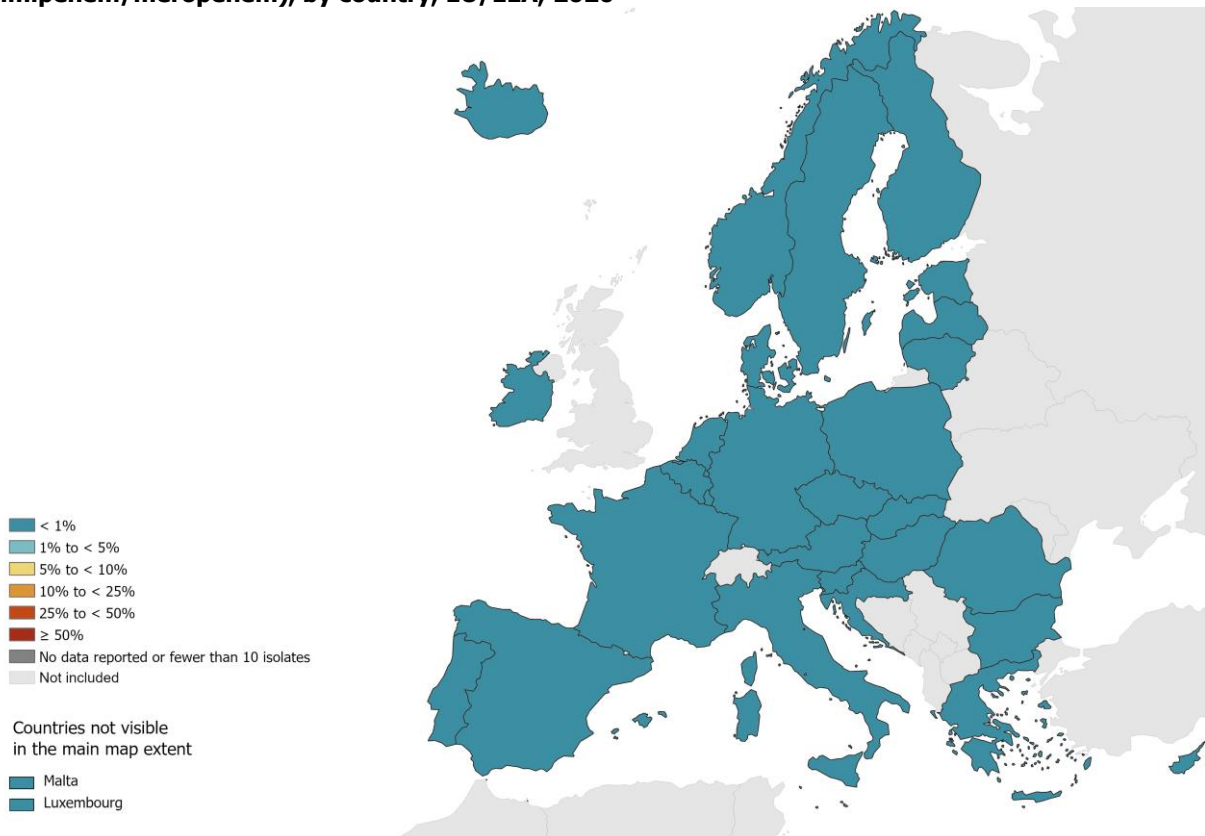 imipenem/meropenem), by country, EU/EEA, 2020
< 1%
1% to < 5%
5% to < 10%
10% to < 25%
25% to < 50%
≥ 50%
No data reported or fewer than 10 isolates
Not included
Countries not visible
in the main map extent
Malta
Luxembourg